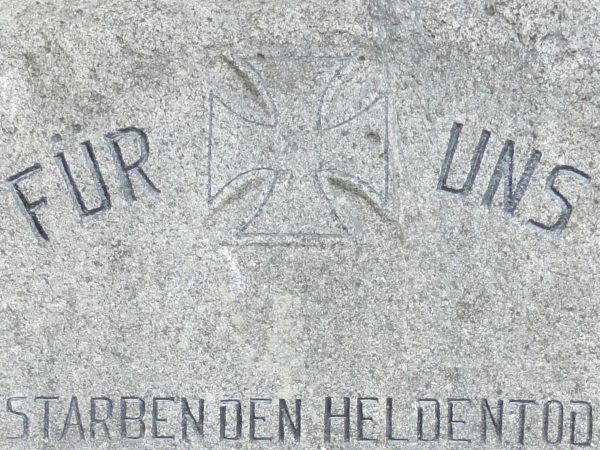 FÜR UNS
STARBEN DEN HELDENTOD